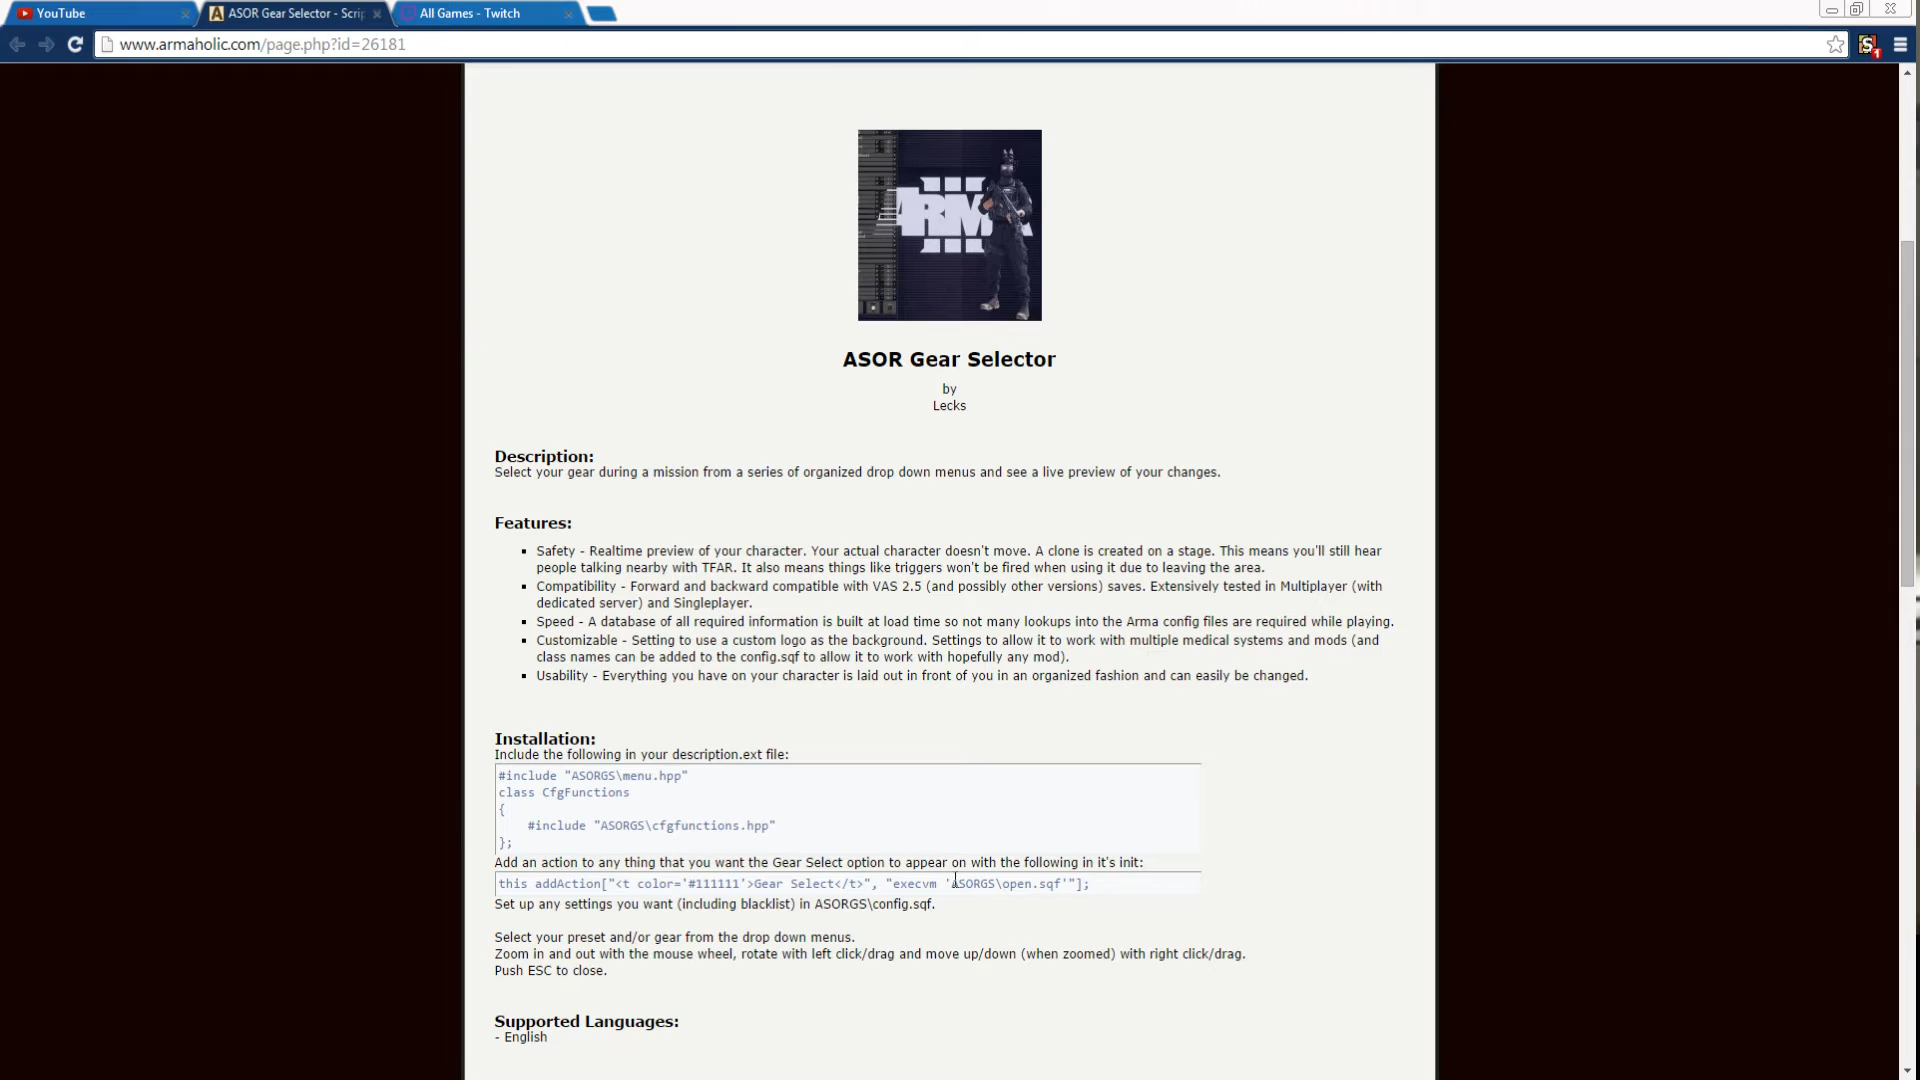 YouTube
ASOR Gear Selector - Scrip
All Games - Twitch
www.armaholic.com/page.php?id=26181
S
1
ARMA
III
ASOR Gear Selector
by
Lecks
Description:
Select your gear during a mission from a series of organized drop down menus and see a live preview of your changes.
Features:
Safety - Realtime preview of your character. Your actual character doesn't move. A clone is created on a stage. This means you'll still hear
people talking nearby with TFAR. It also means things like triggers won't be fired when using it due to leaving the area.
Compatibility - Forward and backward compatible with VAS 2.5 (and possibly other versions) saves. Extensively tested in Multiplayer (with
dedicated server) and Singleplayer.
Speed - A database of all required information is built at load time so not many lookups into the Arma config files are required while playing.
Customizable - Setting to use a custom logo as the background. Settings to allow it to work with multiple medical systems and mods (and
class names can be added to the config.sqf to allow it to work with hopefully any mod).
Usability - Everything you have on your character is laid out in front of you in an organized fashion and can easily be changed.
Installation:
Include the following in your description.ext file:
#include "ASORGS\menu.hpp"
class CfgFunctions
{
#include "ASORGS\cfgfunctions.hpp"
};
Add an action to any thing that you want the Gear Select option to appear on with the following in it's init:
this addAction["<t color='#111111'>Gear Select</t>", "execvm 'ASORGS\open.sqf'"];
Set up any settings you want (including blacklist) in ASORGS\config.sqf.
Select your preset and/or gear from the drop down menus.
Zoom in and out with the mouse wheel, rotate with left click/drag and move up/down (when zoomed) with right click/drag.
Push ESC to close.
Supported Languages:
- English